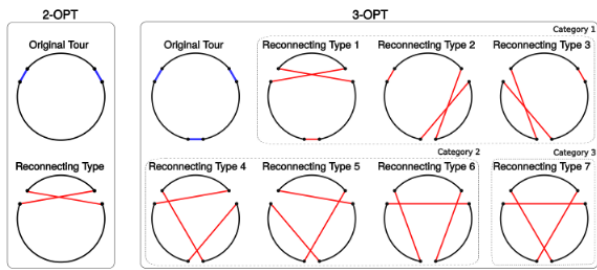 2-OPT
3-OPT
Category 1
Original Tour
Original Tour
Reconnecting Type 1
Reconnecting Type 2
Reconnecting Type 3
Category 2
Category 3
Reconnecting Type
Reconnecting Type 4
Reconnecting Type 5
Reconnecting Type 6
Reconnecting Type 7